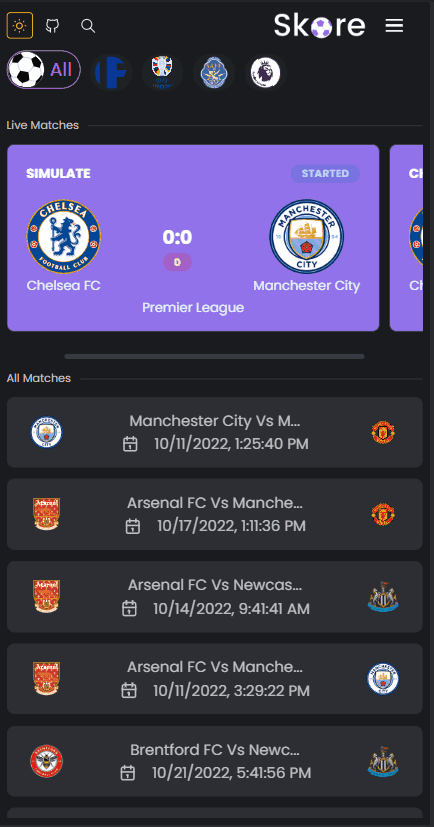 Skore
All
Live Matches
SIMULATE
STARTED
0:0
0
Chelsea FC
Manchester City
Premier League
All Matches
Manchester City Vs M...
10/11/2022, 1:25:40 PM
Arsenal FC Vs Manche...
10/17/2022, 1:11:36 PM
Arsenal FC Vs Newcas...
10/14/2022, 9:41:41 AM
Arsenal FC Vs Manche...
10/11/2022, 3:29:22 PM
Brentford FC Vs Newc...
10/21/2022, 5:41:56 PM